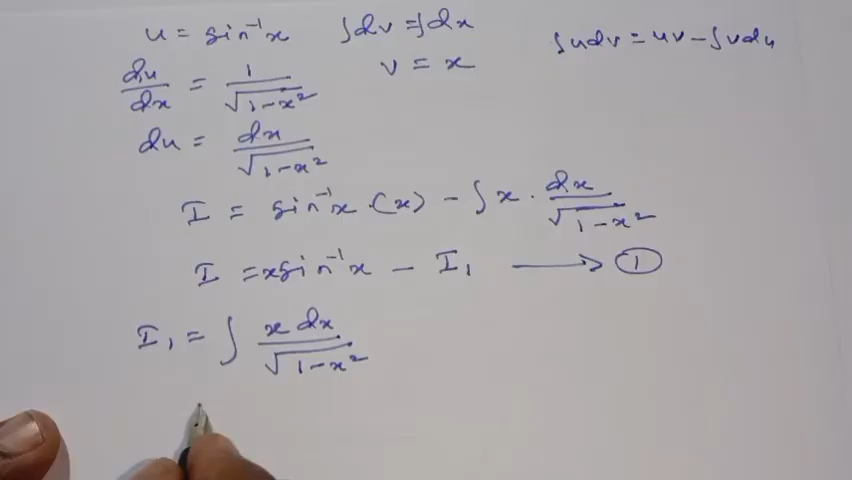 u = sin⁻¹x   ∫dv = ∫dx   ∫udv = uv − ∫vdu
du/dx = 1/√(1−x²)   v = x
du = dx/√(1−x²)
I = sin⁻¹x · (x) − ∫x · dx/√(1−x²)
I = x sin⁻¹x − I₁ ⟶ ①
I₁ = ∫ x dx/√(1−x²)